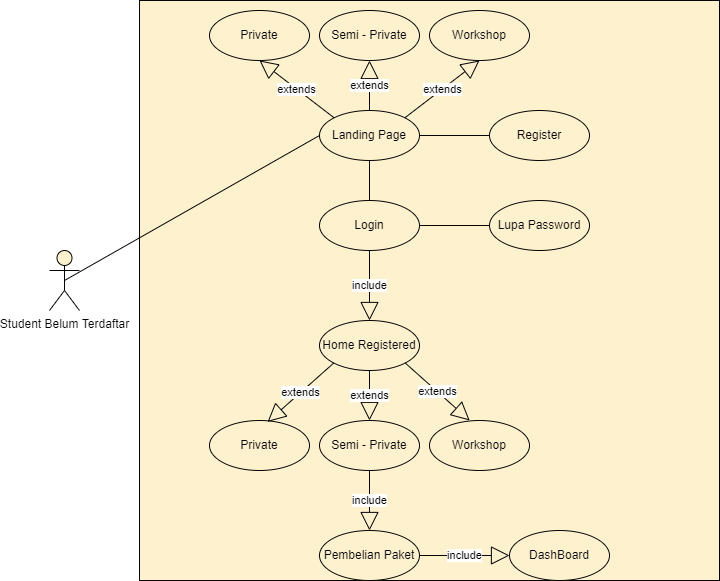 Private
Semi - Private
Workshop
extends
extends
extends
Landing Page
Register
Login
Lupa Password
Student Belum Terdaftar
include
Home Registered
extends
extends
extends
Private
Semi - Private
Workshop
include
Pembelian Paket
include
DashBoard